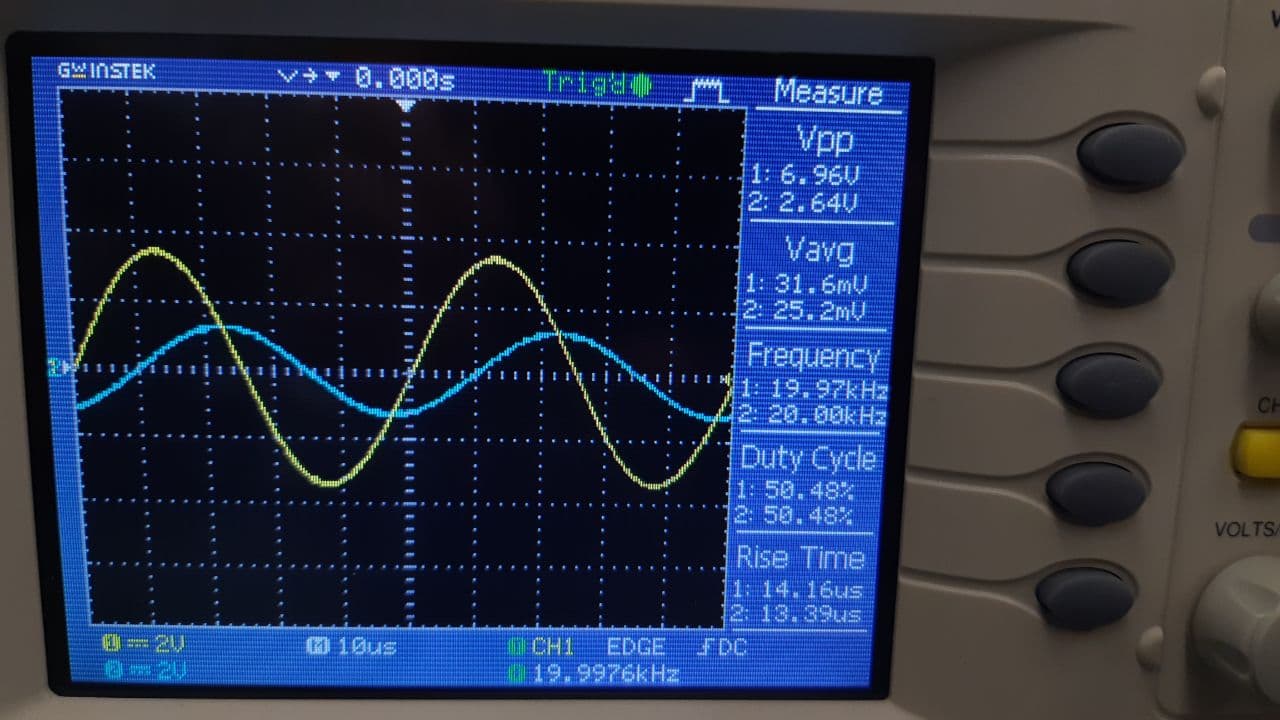 GW INSTEK
0.000s
Trig'd
Measure
Vpp
1: 6.96V
2: 2.64V
Vavg
1: 31.6mV
2: 25.2mV
Frequency
1: 19.97kHz
2: 20.00kHz
Duty Cycle
1: 50.48%
2: 50.48%
Rise Time
1: 14.16us
2: 13.39us
1 2V
M 10us
CH1 EDGE DC
2V
19.9976kHz
CH
VOLTS/